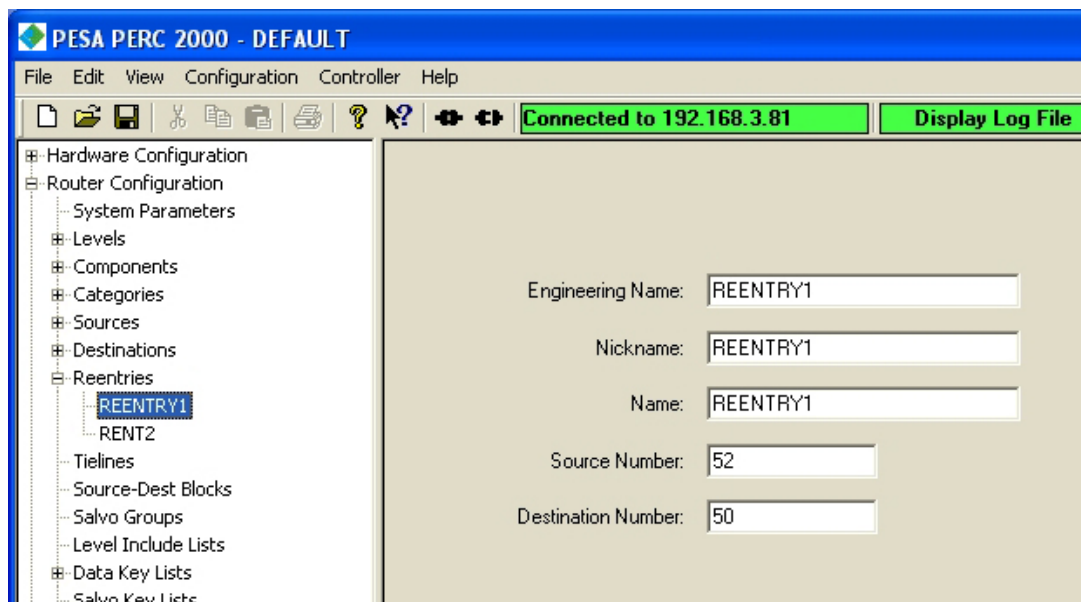 PESA PERC 2000 - DEFAULT
File Edit View Configuration Controller Help
Connected to 192.168.3.81 Display Log File
Hardware Configuration
Router Configuration
System Parameters
Levels
Components
Categories
Sources
Destinations
Reentries
REENTRY1
RENT2
Tielines
Source-Dest Blocks
Salvo Groups
Level Include Lists
Data Key Lists
Salvo Key Lists
Engineering Name: REENTRY1
Nickname: REENTRY1
Name: REENTRY1
Source Number: 52
Destination Number: 50